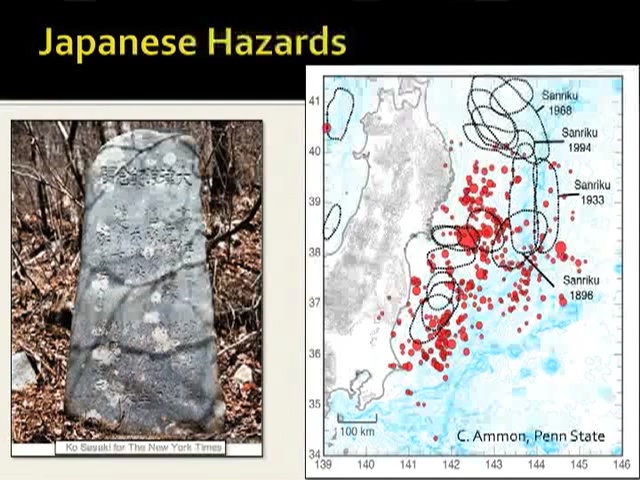 Japanese Hazards
Ko Sasaki for The New York Times
Sanriku
1968
Sanriku
1994
Sanriku
1933
Sanriku
1896
41
40
39
38
37
36
35
34
100 km
C. Ammon, Penn State
139 140 141 142 143 144 145 146